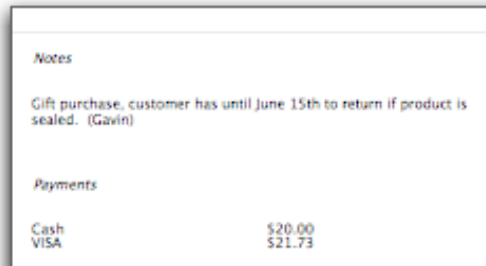 Notes
Gift purchase, customer has until June 15th to return if product is
sealed.  (Gavin)
Payments
Cash $20.00
VISA $21.73